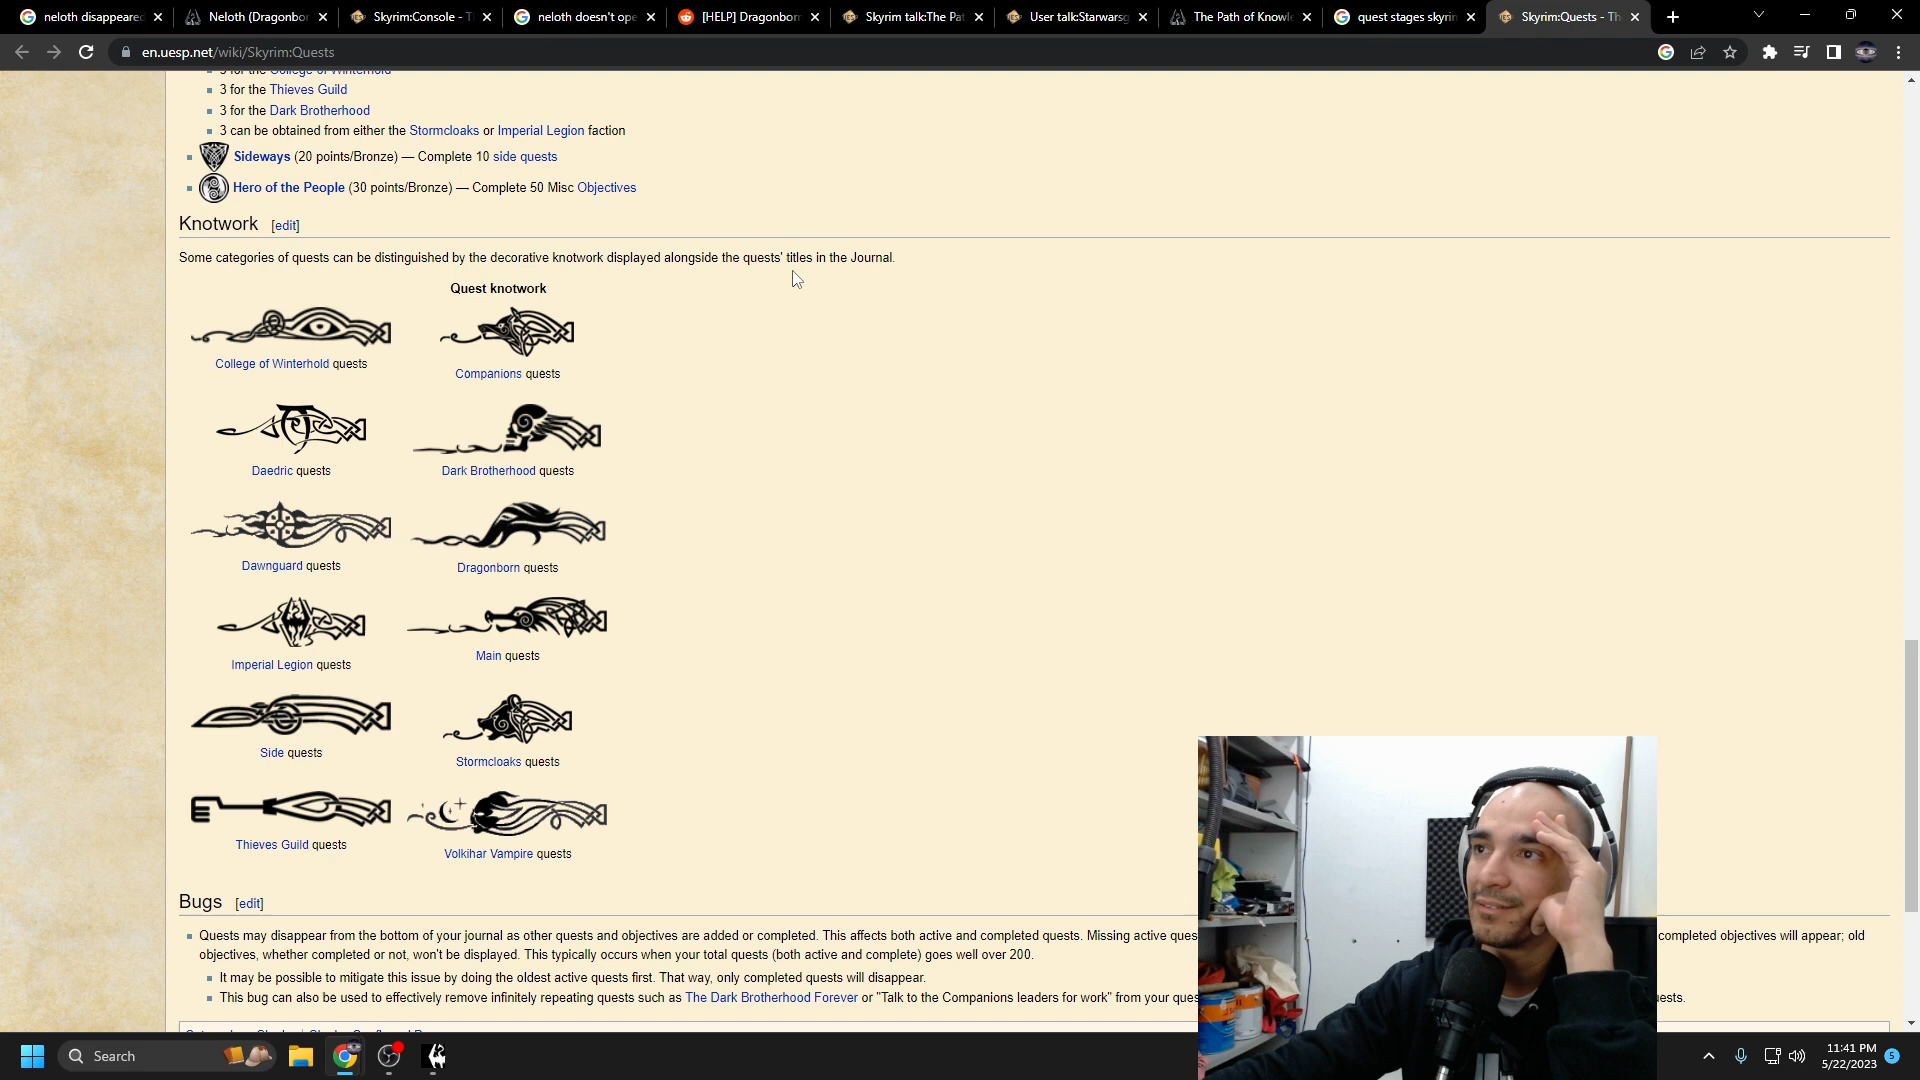 neloth disappeared
Neloth (Dragonbor
Skyrim:Console - T
neloth doesn't ope
[HELP] Dragonborn
Skyrim talk:The Pat
User talk:Starwarsg
The Path of Knowl
quest stages skyrin
Skyrim:Quests - Th
en.uesp.net/wiki/Skyrim:Quests
3 for the College of Winterhold
3 for the Thieves Guild
3 for the Dark Brotherhood
3 can be obtained from either the Stormcloaks or Imperial Legion faction
Sideways (20 points/Bronze) — Complete 10 side quests
Hero of the People (30 points/Bronze) — Complete 50 Misc Objectives
Knotwork [edit]
Some categories of quests can be distinguished by the decorative knotwork displayed alongside the quests' titles in the Journal.
Quest knotwork
College of Winterhold quests
Companions quests
Daedric quests
Dark Brotherhood quests
Dawnguard quests
Dragonborn quests
Imperial Legion quests
Main quests
Side quests
Stormcloaks quests
Thieves Guild quests
Volkihar Vampire quests
Bugs [edit]
Quests may disappear from the bottom of your journal as other quests and objectives are added or completed. This affects both active and completed quests. Missing active ques completed objectives will appear; old
objectives, whether completed or not, won't be displayed. This typically occurs when your total quests (both active and complete) goes well over 200.
It may be possible to mitigate this issue by doing the oldest active quests first. That way, only completed quests will disappear.
This bug can also be used to effectively remove infinitely repeating quests such as The Dark Brotherhood Forever or "Talk to the Companions leaders for work" from your ques ests.
Search
11:41 PM
5/22/2023
5